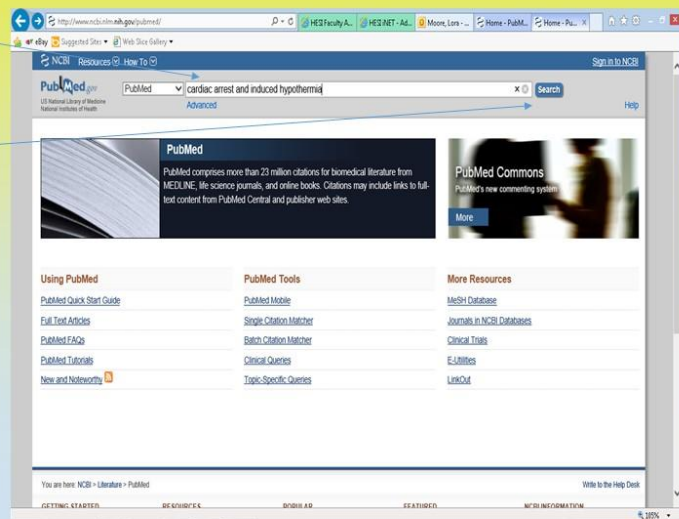 http://www.ncbi.nlm.nih.gov/pubmed/
HESI Faculty A...
HESI iNET - Ad...
Moore, Lora - ...
Home - PubM...
Home - Pu...
eBay
Suggested Sites
Web Slice Gallery
NCBI Resources How To
Sign in to NCBI
PubMed.gov
US National Library of Medicine
National Institutes of Health
PubMed
cardiac arrest and induced hypothermia
Search
Advanced
Help
PubMed
PubMed comprises more than 23 million citations for biomedical literature from
MEDLINE, life science journals, and online books. Citations may include links to full-
text content from PubMed Central and publisher web sites.
PubMed Commons
PubMed's new commenting system
More
Using PubMed
PubMed Quick Start Guide
Full Text Articles
PubMed FAQs
PubMed Tutorials
New and Noteworthy
PubMed Tools
PubMed Mobile
Single Citation Matcher
Batch Citation Matcher
Clinical Queries
Topic-Specific Queries
More Resources
MeSH Database
Journals in NCBI Databases
Clinical Trials
E-Utilities
LinkOut
You are here: NCBI > Literature > PubMed
Write to the Help Desk
GETTING STARTED
RESOURCES
POPULAR
FEATURED
NCBI INFORMATION
105%